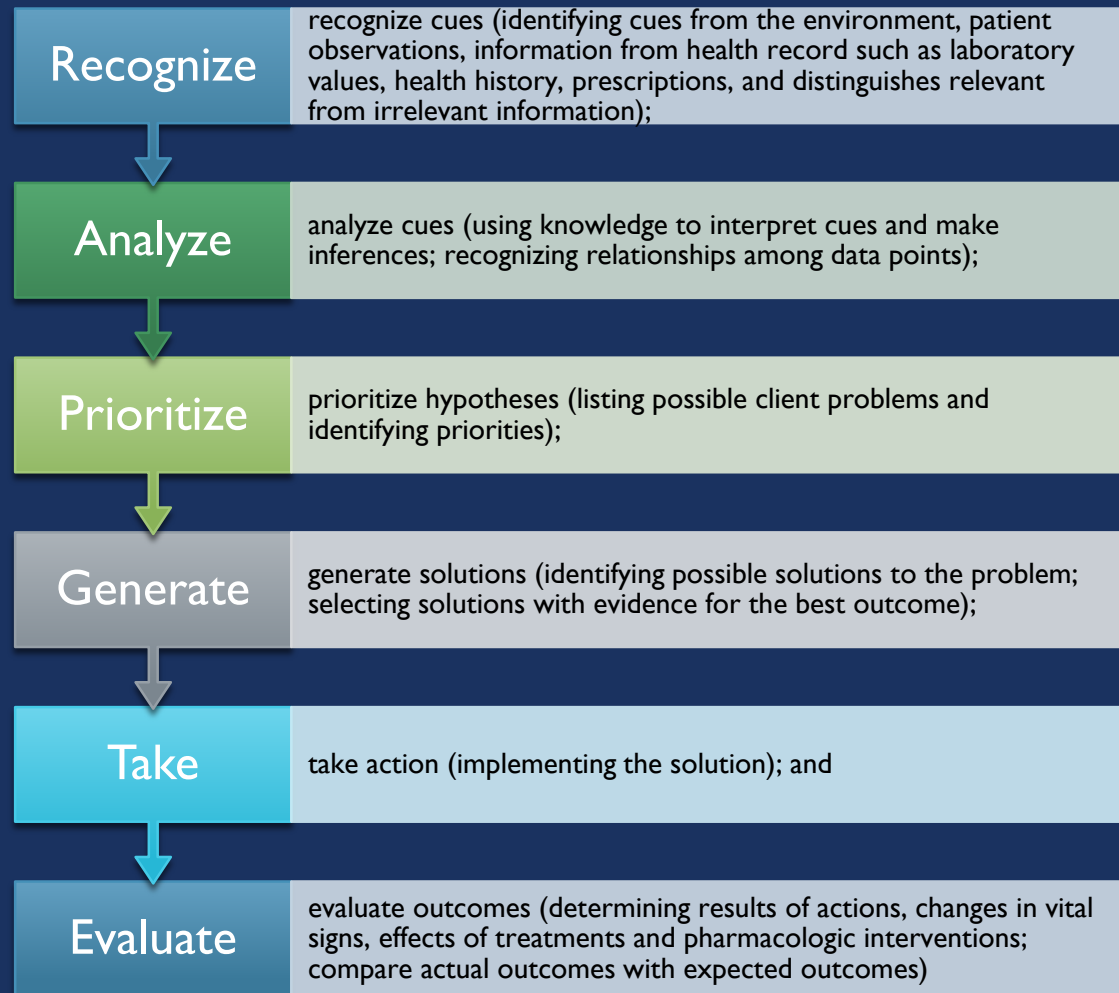 Recognize
recognize cues (identifying cues from the environment, patient
observations, information from health record such as laboratory
values, health history, prescriptions, and distinguishes relevant
from irrelevant information);
Analyze
analyze cues (using knowledge to interpret cues and make
inferences; recognizing relationships among data points);
Prioritize
prioritize hypotheses (listing possible client problems and
identifying priorities);
Generate
generate solutions (identifying possible solutions to the problem;
selecting solutions with evidence for the best outcome);
Take
take action (implementing the solution); and
Evaluate
evaluate outcomes (determining results of actions, changes in vital
signs, effects of treatments and pharmacologic interventions;
compare actual outcomes with expected outcomes)